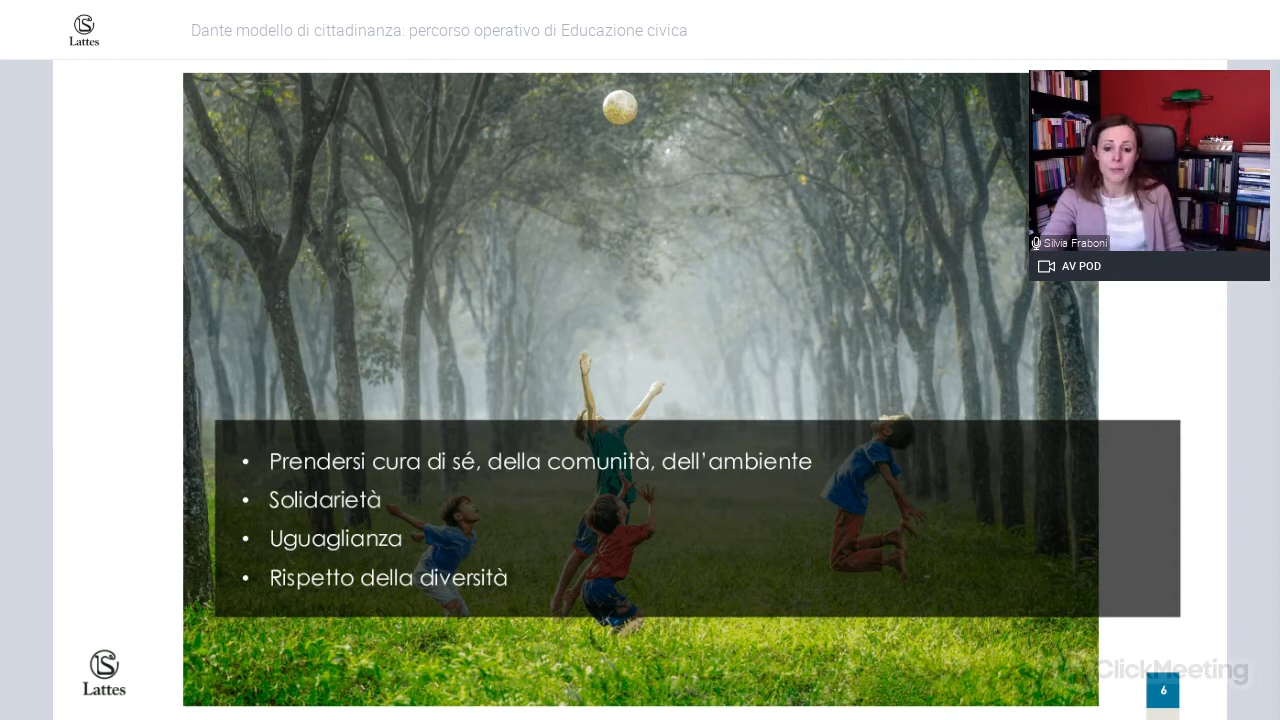 Lattes
Dante modello di cittadinanza: percorso operativo di Educazione civica
Silvia Fraboni
AV POD
• Prendersi cura di sé, della comunità, dell'ambiente
• Solidarietà
• Uguaglianza
• Rispetto della diversità
Lattes
ClickMeeting
6